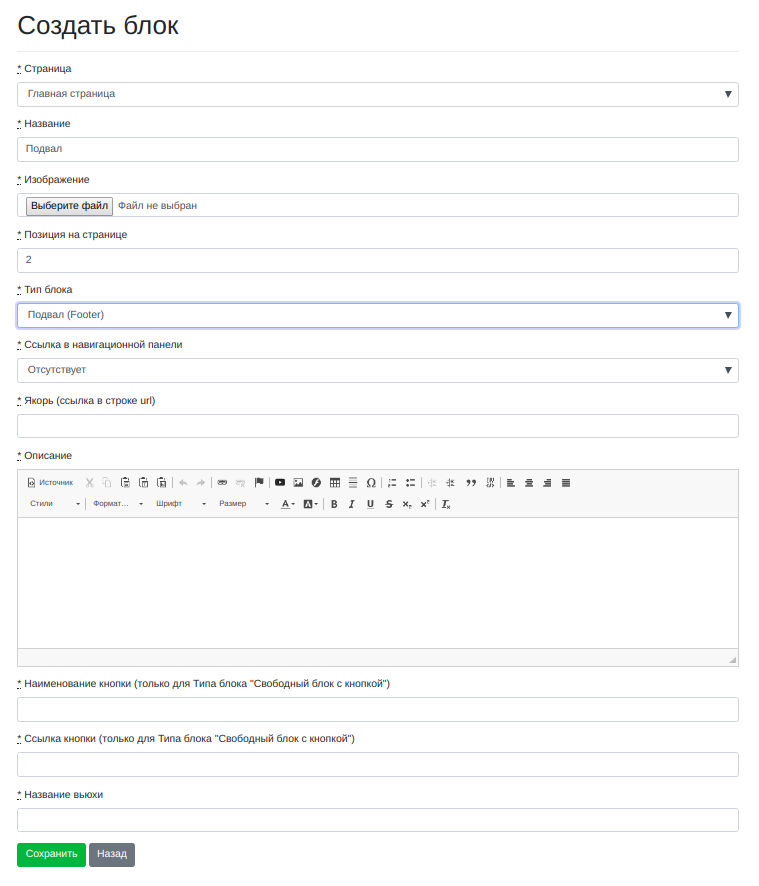 Создать блок
* Страница
Главная страница
* Название
Подвал
* Изображение
Выберите файл Файл не выбран
* Позиция на странице
2
* Тип блока
Подвал (Footer)
* Ссылка в навигационной панели
Отсутствует
* Якорь (ссылка в строке url)
* Описание
Источник
Стили Формат... Шрифт Размер A A B I U S x₂ x² Tx
* Наименование кнопки (только для Типа блока "Свободный блок с кнопкой")
* Ссылка кнопки (только для Типа блока "Свободный блок с кнопкой")
* Название вьюхи
Сохранить Назад